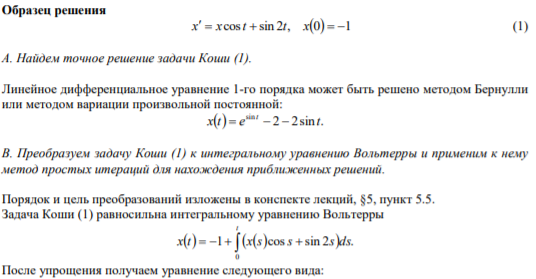 Образец решения
x′ = x cos t + sin 2t, x(0) = −1 (1)
А. Найдем точное решение задачи Коши (1).
Линейное дифференциальное уравнение 1-го порядка может быть решено методом Бернулли
или методом вариации произвольной постоянной:
x(t) = e^{sin t} − 2 − 2 sin t.
В. Преобразуем задачу Коши (1) к интегральному уравнению Вольтерры и применим к нему
метод простых итераций для нахождения приближенных решений.
Порядок и цель преобразований изложены в конспекте лекций, §5, пункт 5.5.
Задача Коши (1) равносильна интегральному уравнению Вольтерры
x(t) = −1 + ∫₀ᵗ (x(s) cos s + sin 2s)ds.
После упрощения получаем уравнение следующего вида: